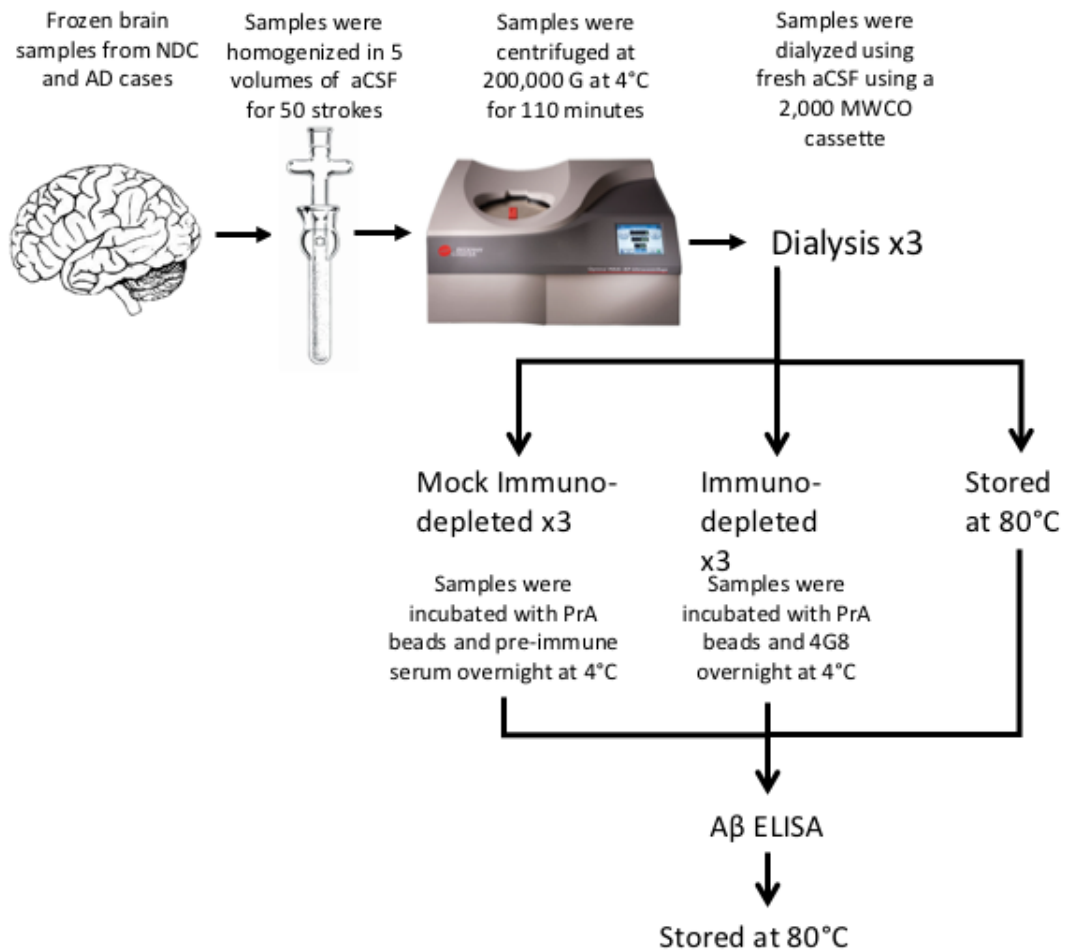 Frozen brain
samples from NDC
and AD cases
Samples were
homogenized in 5
volumes of aCSF
for 50 strokes
Samples were
centrifuged at
200,000 G at 4°C
for 110 minutes
Samples were
dialyzed using
fresh aCSF using a
2,000 MWCO
cassette
Dialysis x3
Mock Immuno-
depleted x3
Samples were
incubated with PrA
beads and pre-immune
serum overnight at 4°C
Immuno-
depleted
x3
Samples were
incubated with PrA
beads and 4G8
overnight at 4°C
Stored
at 80°C
Aβ ELISA
Stored at 80°C